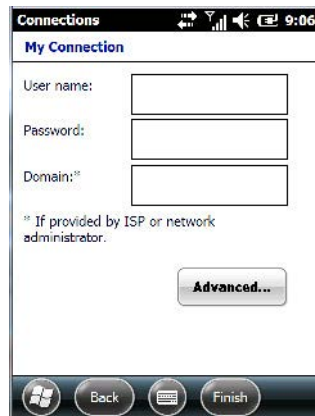 Connections 9:06
My Connection
User name:
Password:
Domain:*
* If provided by ISP or network
administrator.
Advanced...
Back Finish